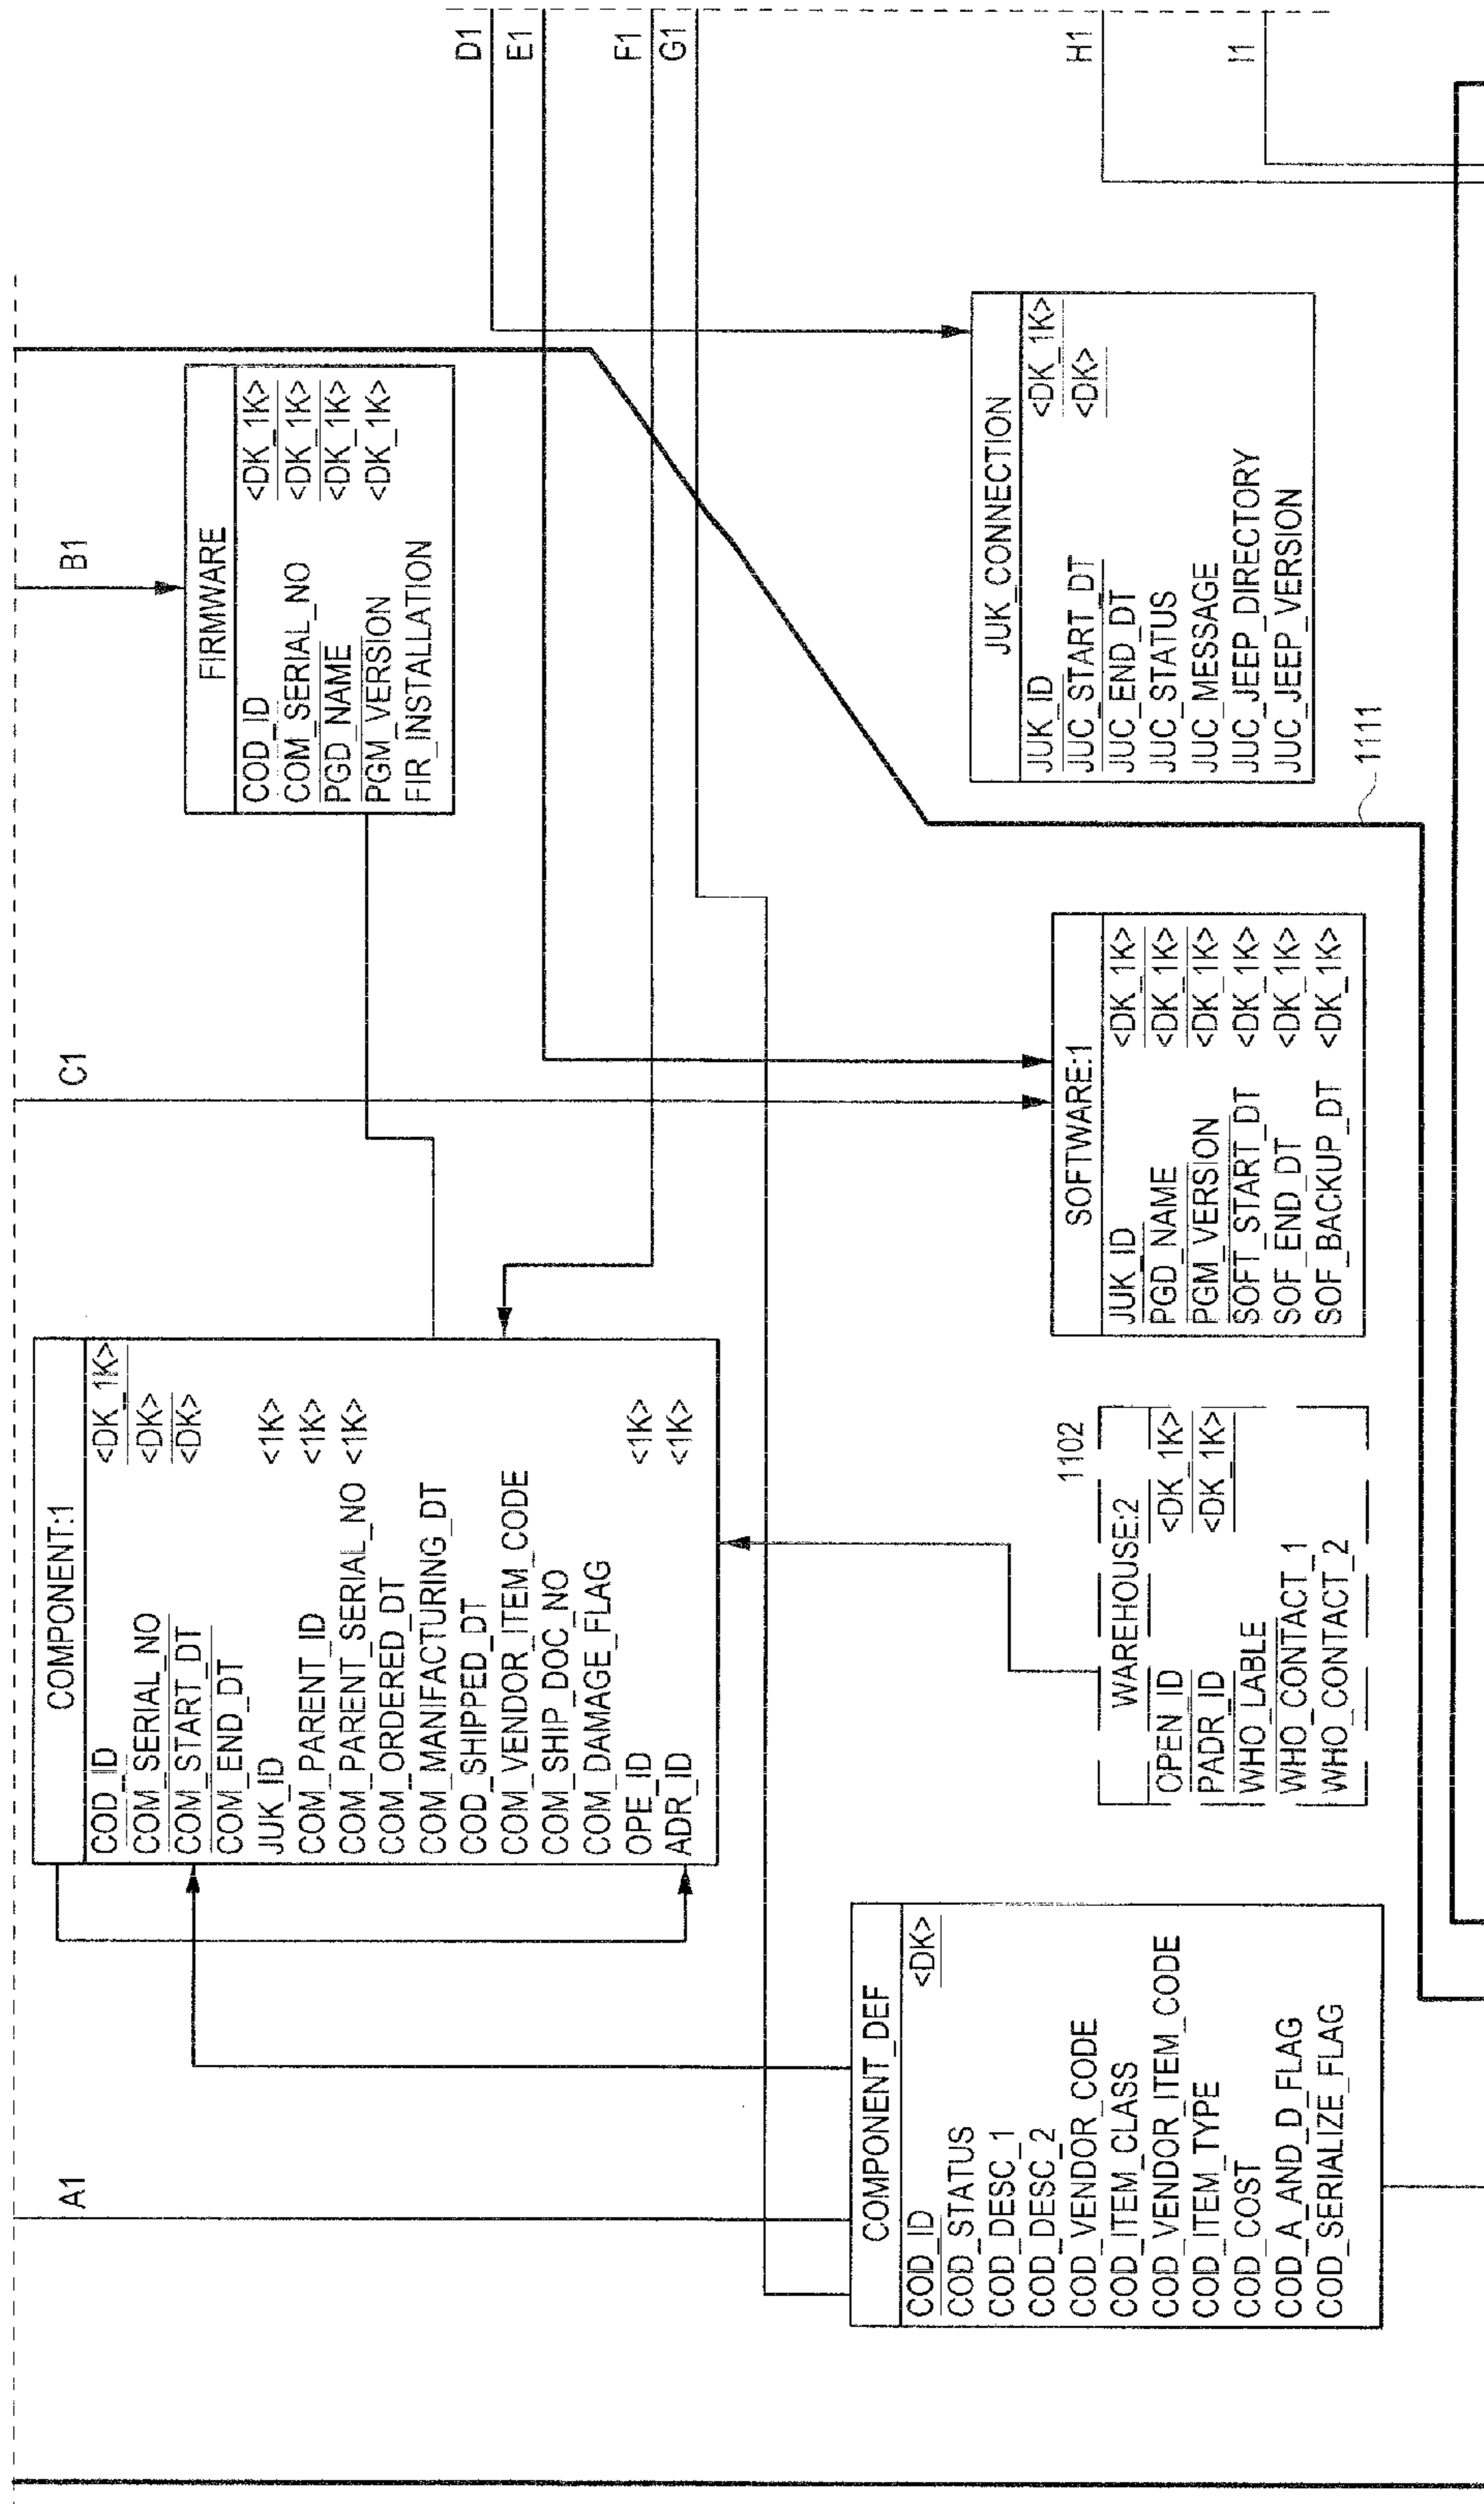 A1
C1
B1
D1
E1
F1
G1
H1
I1
COMPONENT:1
COD_ID <DK_1K>
COM_SERIAL_NO <DK>
COM_START_DT <DK>
COM_END_DT
JUK_ID <1K>
COM_PARENT_ID <1K>
COM_PARENT_SERIAL_NO <1K>
COM_ORDERED_DT
COM_MANIFACTURING_DT
COD_SHIPPED_DT
COM_VENDOR_ITEM_CODE
COM_SHIP_DOC_NO
COM_DAMAGE_FLAG
OPE_ID <1K>
ADR_ID <1K>
FIRMWARE
COD_ID <DK_1K>
COM_SERIAL_NO <DK_1K>
PGD_NAME <DK_1K>
PGM_VERSION <DK_1K>
FIR_INSTALLATION
COMPONENT_DEF
COD_ID <DK>
COD_STATUS
COD_DESC_1
COD_DESC_2
COD_VENDOR_CODE
COD_ITEM_CLASS
COD_VENDOR_ITEM_CODE
COD_ITEM_TYPE
COD_COST
COD_A_AND_D_FLAG
COD_SERIALIZE_FLAG
1102
WAREHOUSE:2
OPEN_ID <DK_1K>
PADR_ID <DK_1K>
WHO_LABLE
WHO_CONTACT_1
WHO_CONTACT_2
SOFTWARE:1
JUK_ID <DK_1K>
PGD_NAME <DK_1K>
PGM_VERSION <DK_1K>
SOFT_START_DT <DK_1K>
SOF_END_DT <DK_1K>
SOF_BACKUP_DT <DK_1K>
JUK_CONNECTION
JUK_ID <DK_1K>
JUC_START_DT <DK>
JUC_END_DT
JUC_STATUS
JUC_MESSAGE
JUC_JEEP_DIRECTORY
JUC_JEEP_VERSION
1111